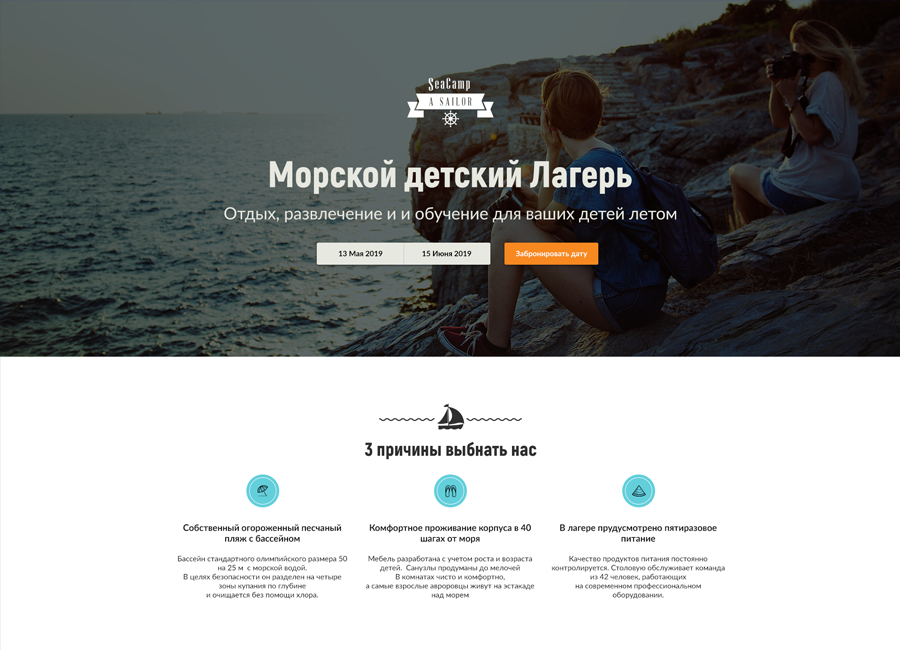 SeaCamp
A SAILOR
Морской детский Лагерь
Отдых, развлечение и и обучение для ваших детей летом
13 Мая 2019 15 Июня 2019 Забронировать дату
3 причины выбнать нас
Собственный огороженный песчаный
пляж с бассейном
Бассейн стандартного олимпийского размера 50
на 25 м с морской водой.
В целях безопасности он разделен на четыре
зоны купания по глубине
и очищается без помощи хлора.
Комфортное проживание корпуса в 40
шагах от моря
Мебель разработана с учетом роста и возраста
детей. Санузлы продуманы до мелочей
В комнатах чисто и комфортно,
а самые взрослые авроровцы живут на эстакаде
над морем
В лагере прудусмотрено пятиразовое
питание
Качество продуктов питания постоянно
контролируется. Столовую обслуживает команда
из 42 человек, работающих
на современном профессиональном
оборудовании.